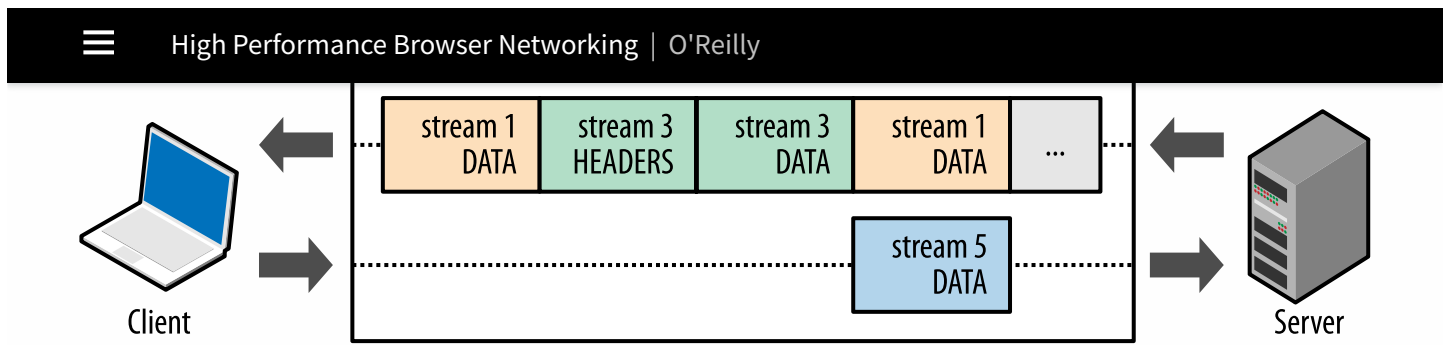 High Performance Browser Networking | O'Reilly
stream 1
DATA
stream 3
HEADERS
stream 3
DATA
stream 1
DATA
...
stream 5
DATA
Client
Server